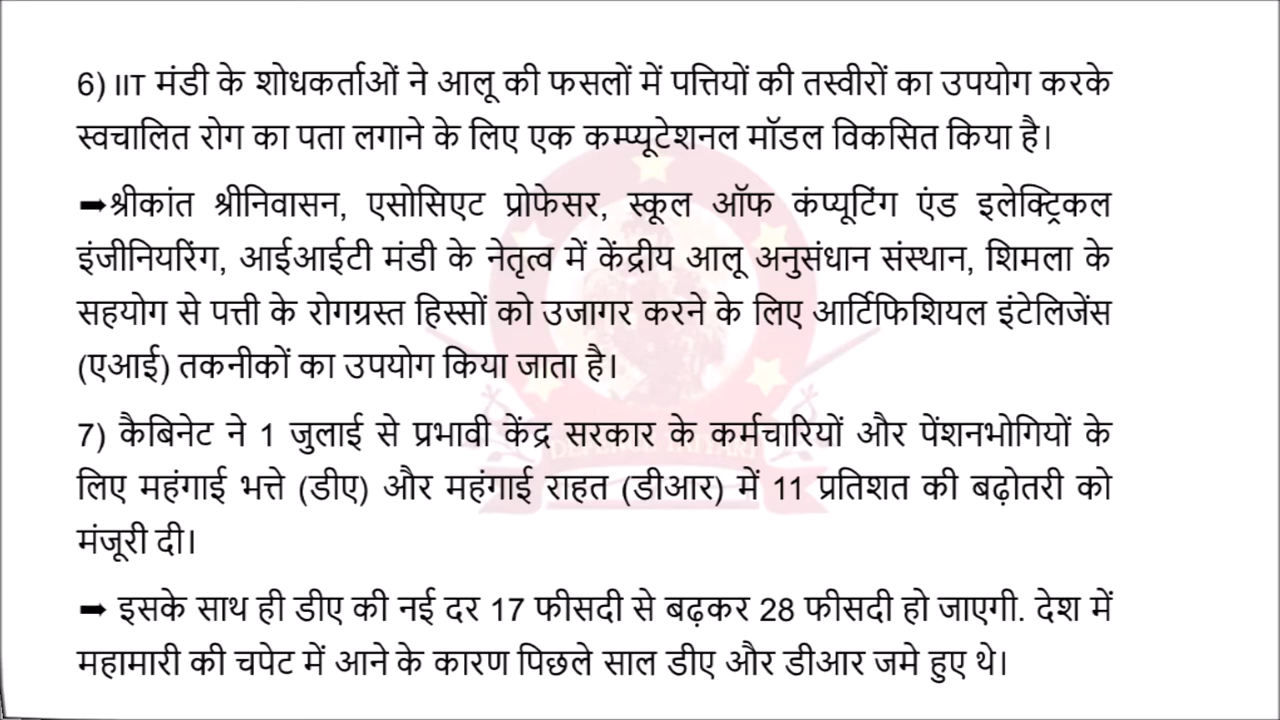 6) IIT मंडी के शोधकर्ताओं ने आलू की फसलों में पत्तियों की तस्वीरों का उपयोग करके
स्वचालित रोग का पता लगाने के लिए एक कम्प्यूटेशनल मॉडल विकसित किया है।
➡श्रीकांत श्रीनिवासन, एसोसिएट प्रोफेसर, स्कूल ऑफ कंप्यूटिंग एंड इलेक्ट्रिकल
इंजीनियरिंग, आईआईटी मंडी के नेतृत्व में केंद्रीय आलू अनुसंधान संस्थान, शिमला के
सहयोग से पत्ती के रोगग्रस्त हिस्सों को उजागर करने के लिए आर्टिफिशियल इंटेलिजेंस
(एआई) तकनीकों का उपयोग किया जाता है।
7) कैबिनेट ने 1 जुलाई से प्रभावी केंद्र सरकार के कर्मचारियों और पेंशनभोगियों के
लिए महंगाई भत्ते (डीए) और महंगाई राहत (डीआर) में 11 प्रतिशत की बढ़ोतरी को
मंजूरी दी।
➡ इसके साथ ही डीए की नई दर 17 फीसदी से बढ़कर 28 फीसदी हो जाएगी. देश में
महामारी की चपेट में आने के कारण पिछले साल डीए और डीआर जमे हुए थे।